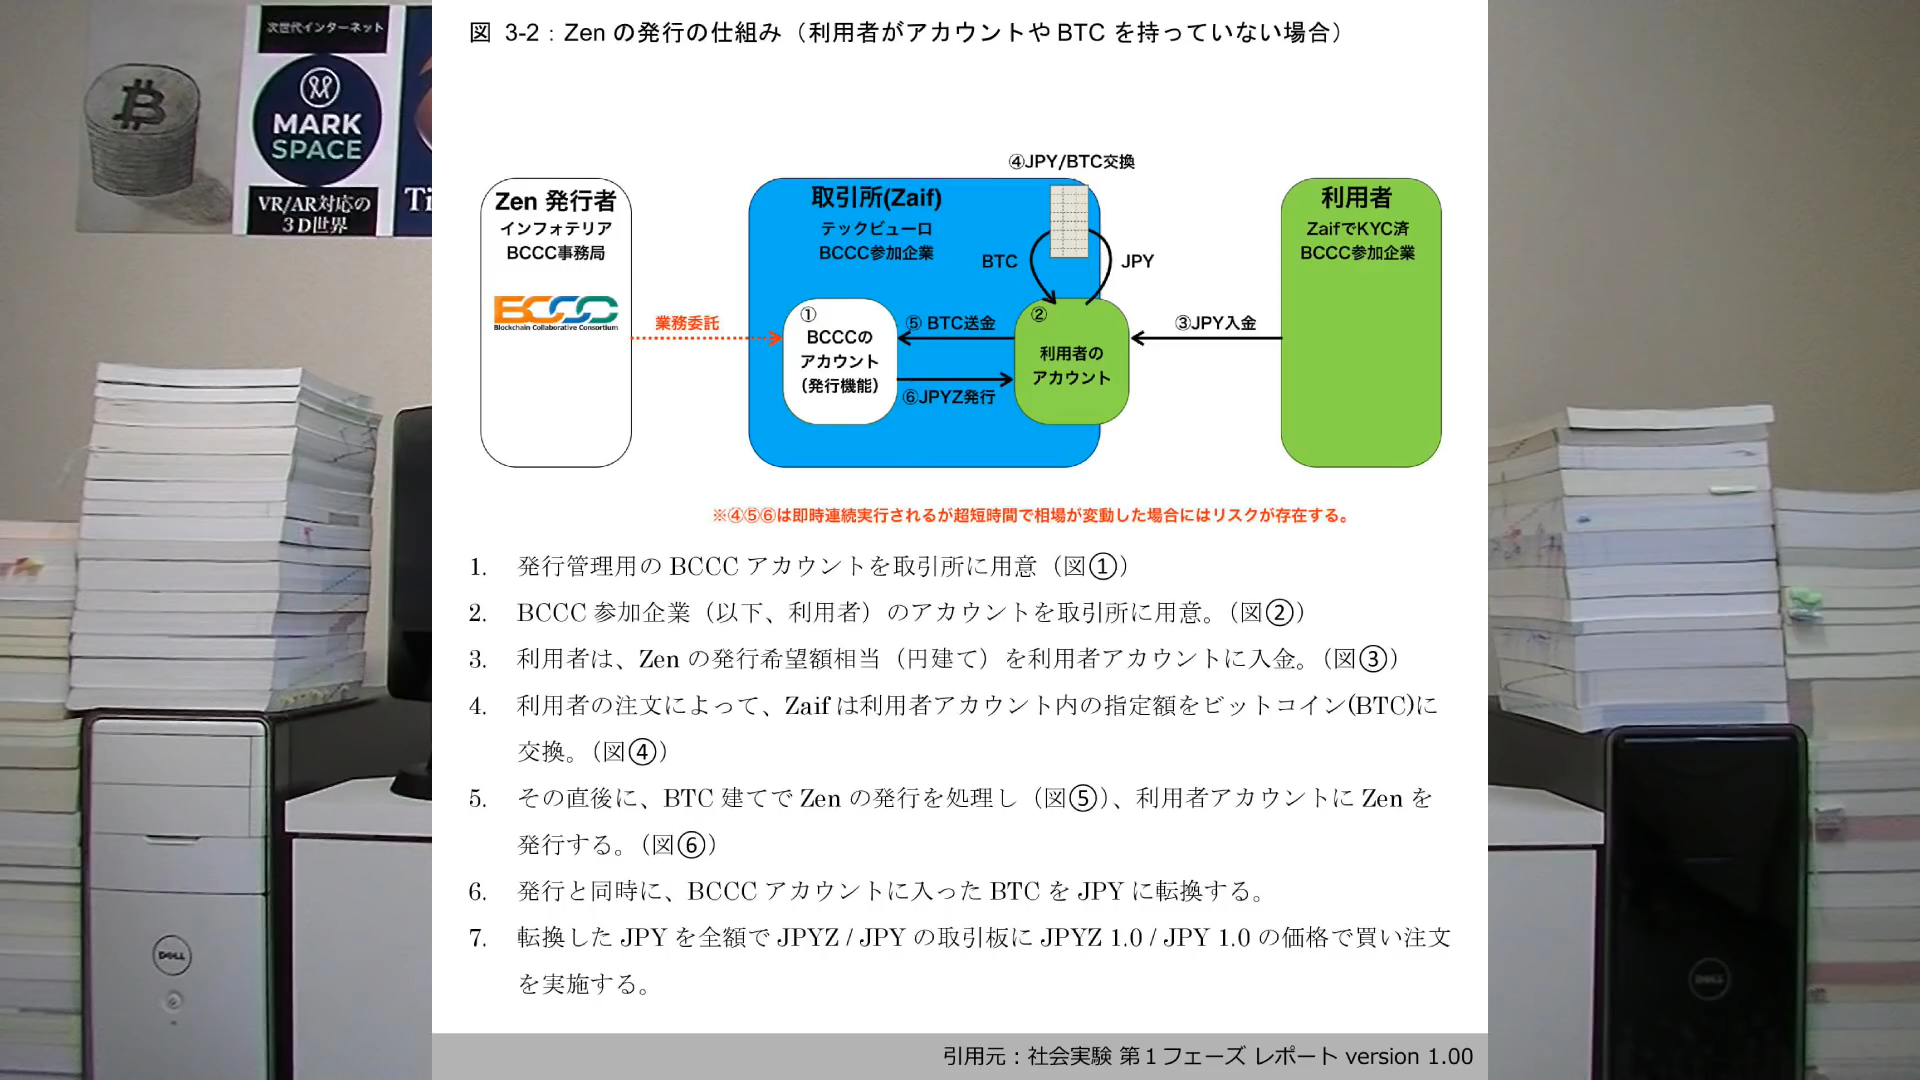 図 3-2：Zen の発行の仕組み（利用者がアカウントや BTC を持っていない場合）
次世代インターネット
MARK
SPACE
VR/AR対応の
3D世界
Ti
④JPY/BTC交換
Zen 発行者
インフォテリア
BCCC事務局
BCCC
Blockchain Collaborative Consortium
業務委託
取引所(Zaif)
テックビューロ
BCCC参加企業
BTC
JPY
①
BCCCの
アカウント
（発行機能）
⑤ BTC送金
⑥JPYZ発行
②
利用者の
アカウント
③JPY入金
利用者
ZaifでKYC済
BCCC参加企業
※④⑤⑥は即時連続実行されるが超短時間で相場が変動した場合にはリスクが存在する。
1. 発行管理用の BCCC アカウントを取引所に用意（図①）
2. BCCC 参加企業（以下、利用者）のアカウントを取引所に用意。（図②）
3. 利用者は、Zen の発行希望額相当（円建て）を利用者アカウントに入金。（図③）
4. 利用者の注文によって、Zaif は利用者アカウント内の指定額をビットコイン(BTC)に
交換。（図④）
5. その直後に、BTC 建てで Zen の発行を処理し（図⑤）、利用者アカウントに Zen を
発行する。（図⑥）
6. 発行と同時に、BCCC アカウントに入った BTC を JPY に転換する。
7. 転換した JPY を全額で JPYZ / JPY の取引板に JPYZ 1.0 / JPY 1.0 の価格で買い注文
を実施する。
DELL
DELL
引用元：社会実験 第１フェーズ レポート version 1.00